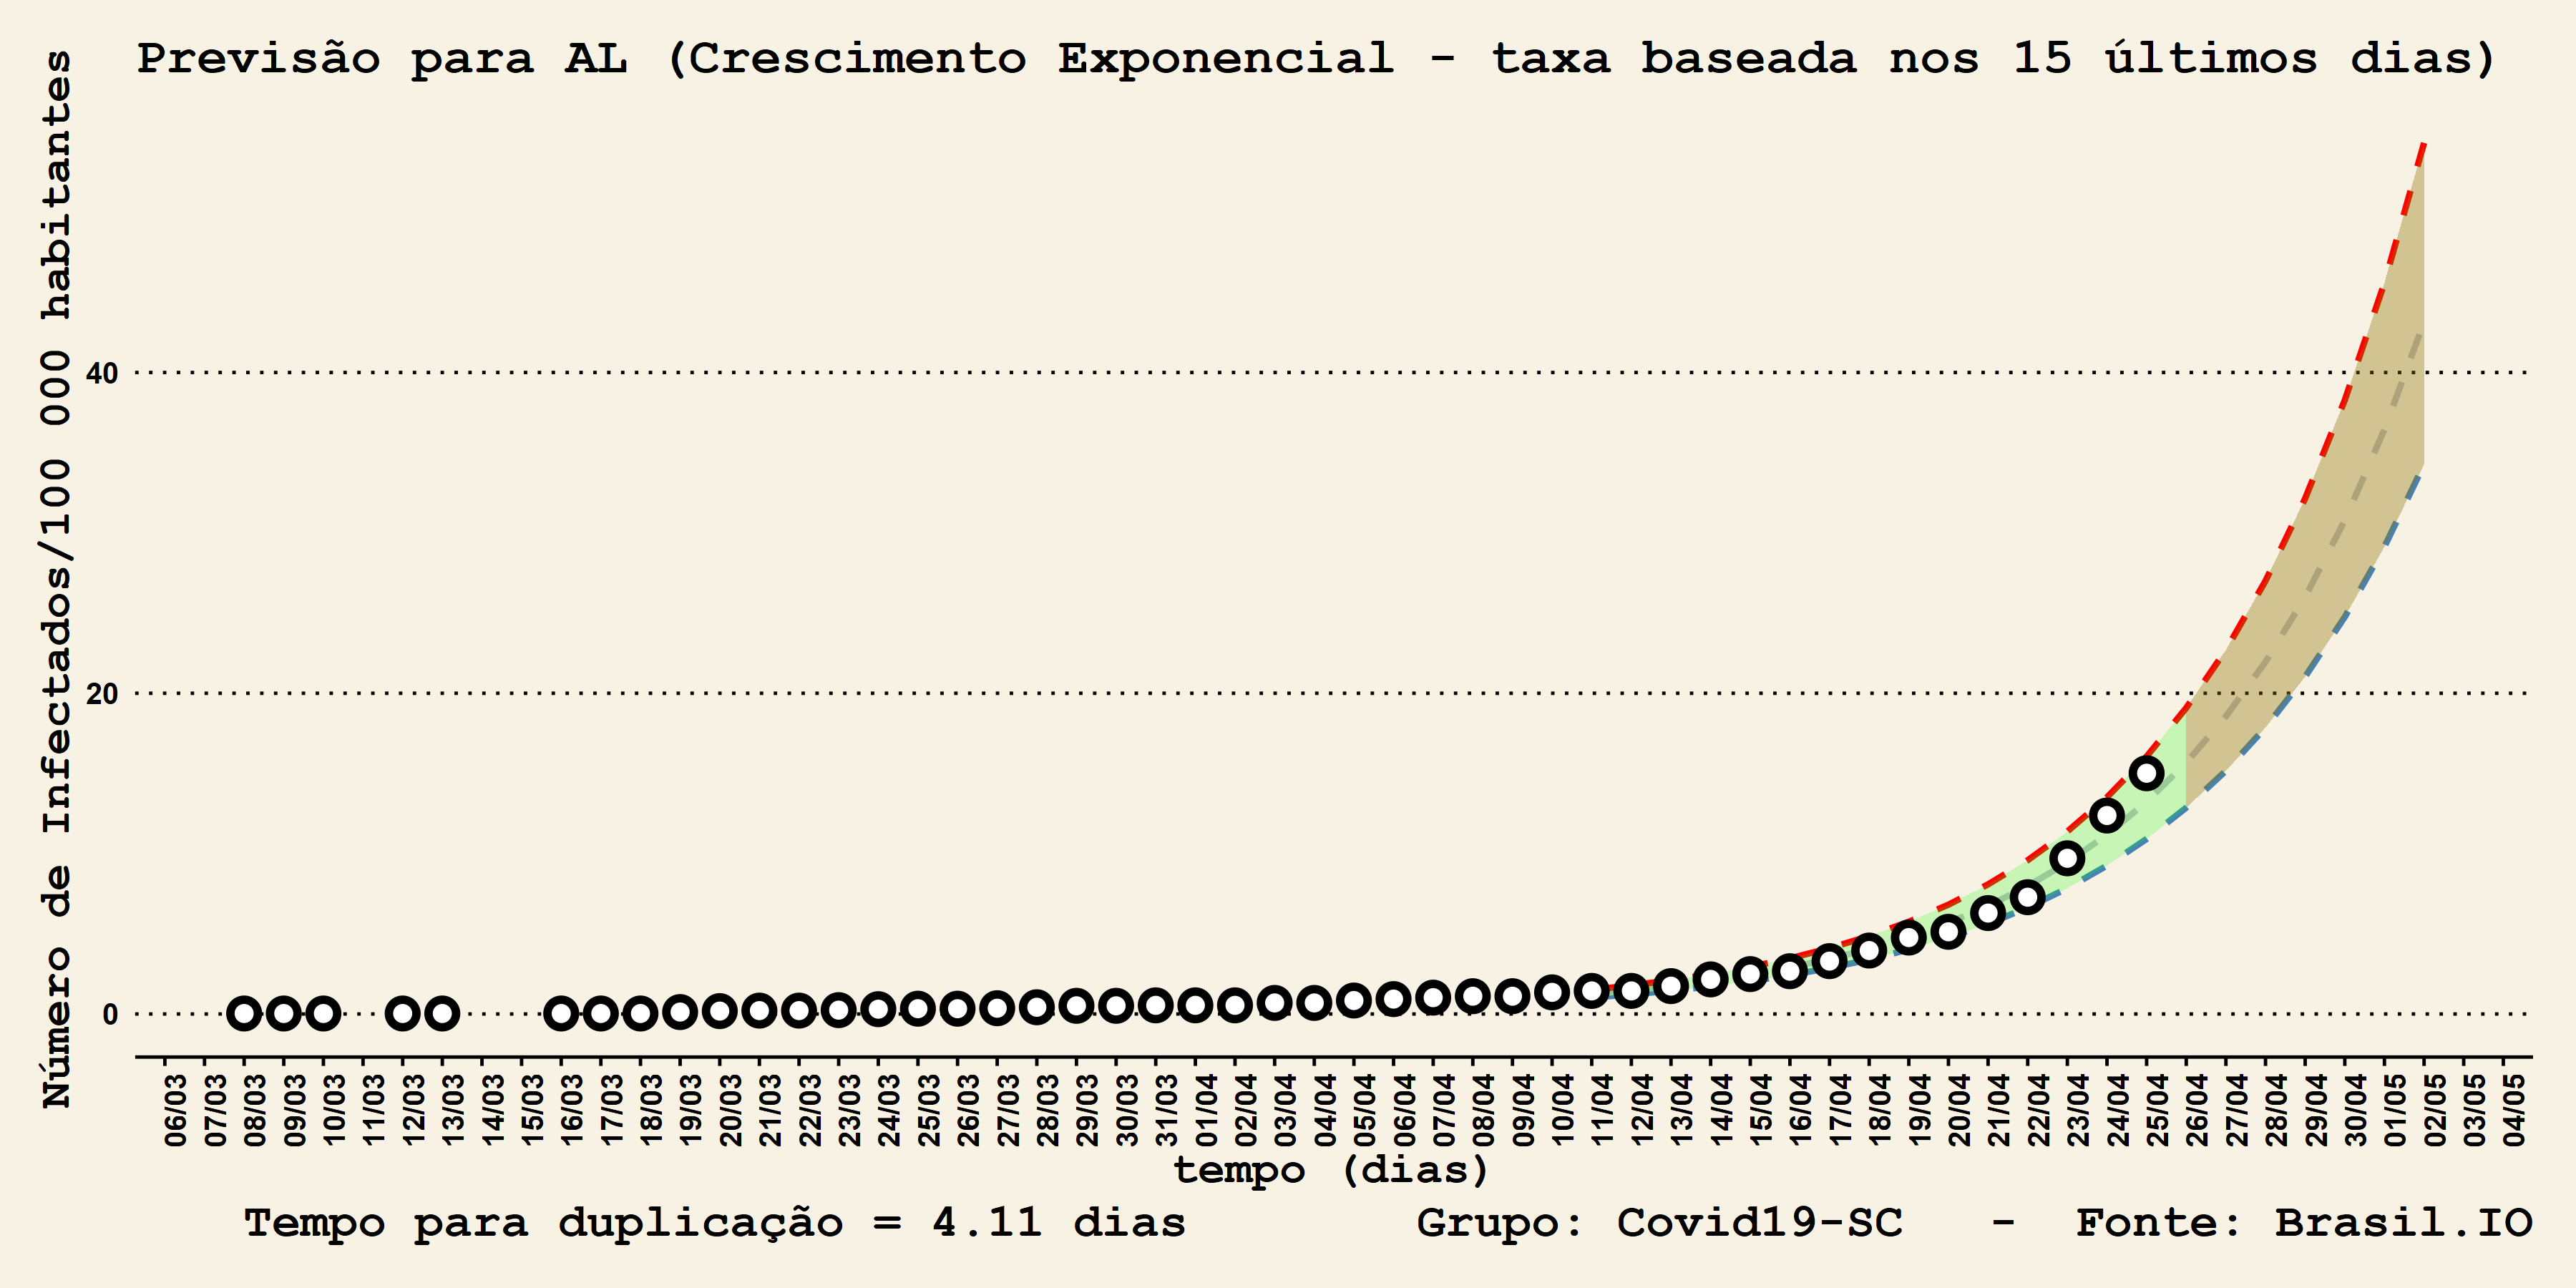 Previsão para AL (Crescimento Exponencial - taxa baseada nos 15 últimos dias)
Número de Infectados/100 000 habitantes
40
20
0
06/03 07/03 08/03 09/03 10/03 11/03 12/03 13/03 14/03 15/03 16/03 17/03 18/03 19/03 20/03 21/03 22/03 23/03 24/03 25/03 26/03 27/03 28/03 29/03 30/03 31/03 01/04 02/04 03/04 04/04 05/04 06/04 07/04 08/04 09/04 10/04 11/04 12/04 13/04 14/04 15/04 16/04 17/04 18/04 19/04 20/04 21/04 22/04 23/04 24/04 25/04 26/04 27/04 28/04 29/04 30/04 01/05 02/05 03/05 04/05
tempo (dias)
Tempo para duplicação = 4.11 dias Grupo: Covid19-SC - Fonte: Brasil.IO